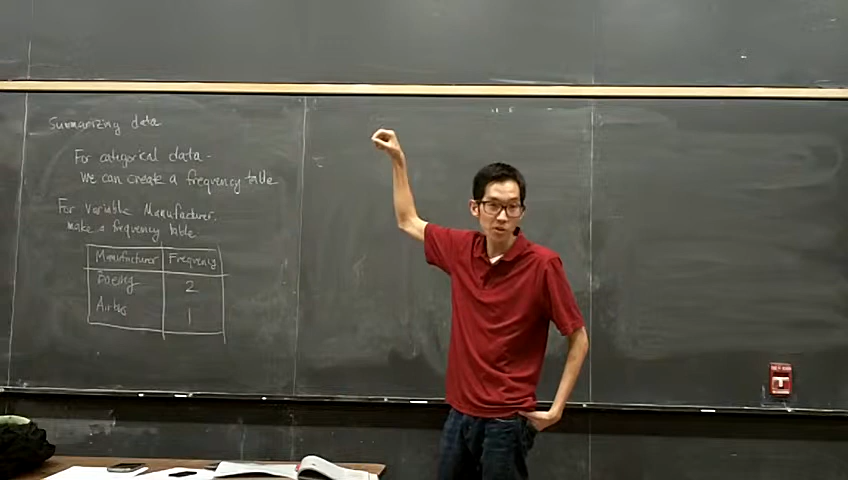 Summarizing data
For categorical data -
We can create a frequency table
For variable Manufacturer.
make a frequency table.
Manufacturer Frequency
Boeing 2
Airbus 1